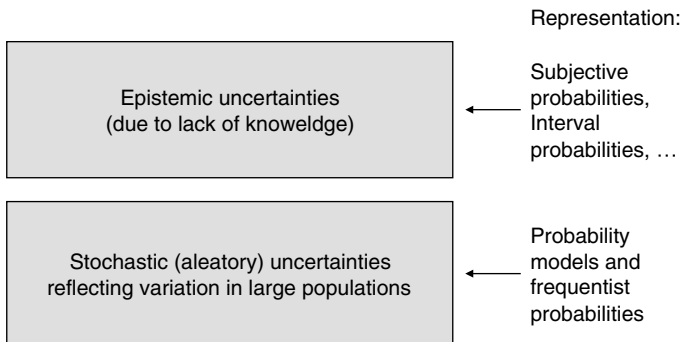 Representation:
Epistemic uncertainties
(due to lack of knoweldge)
Subjective
probabilities,
Interval
probabilities, …
Stochastic (aleatory) uncertainties
reflecting variation in large populations
Probability
models and
frequentist
probabilities